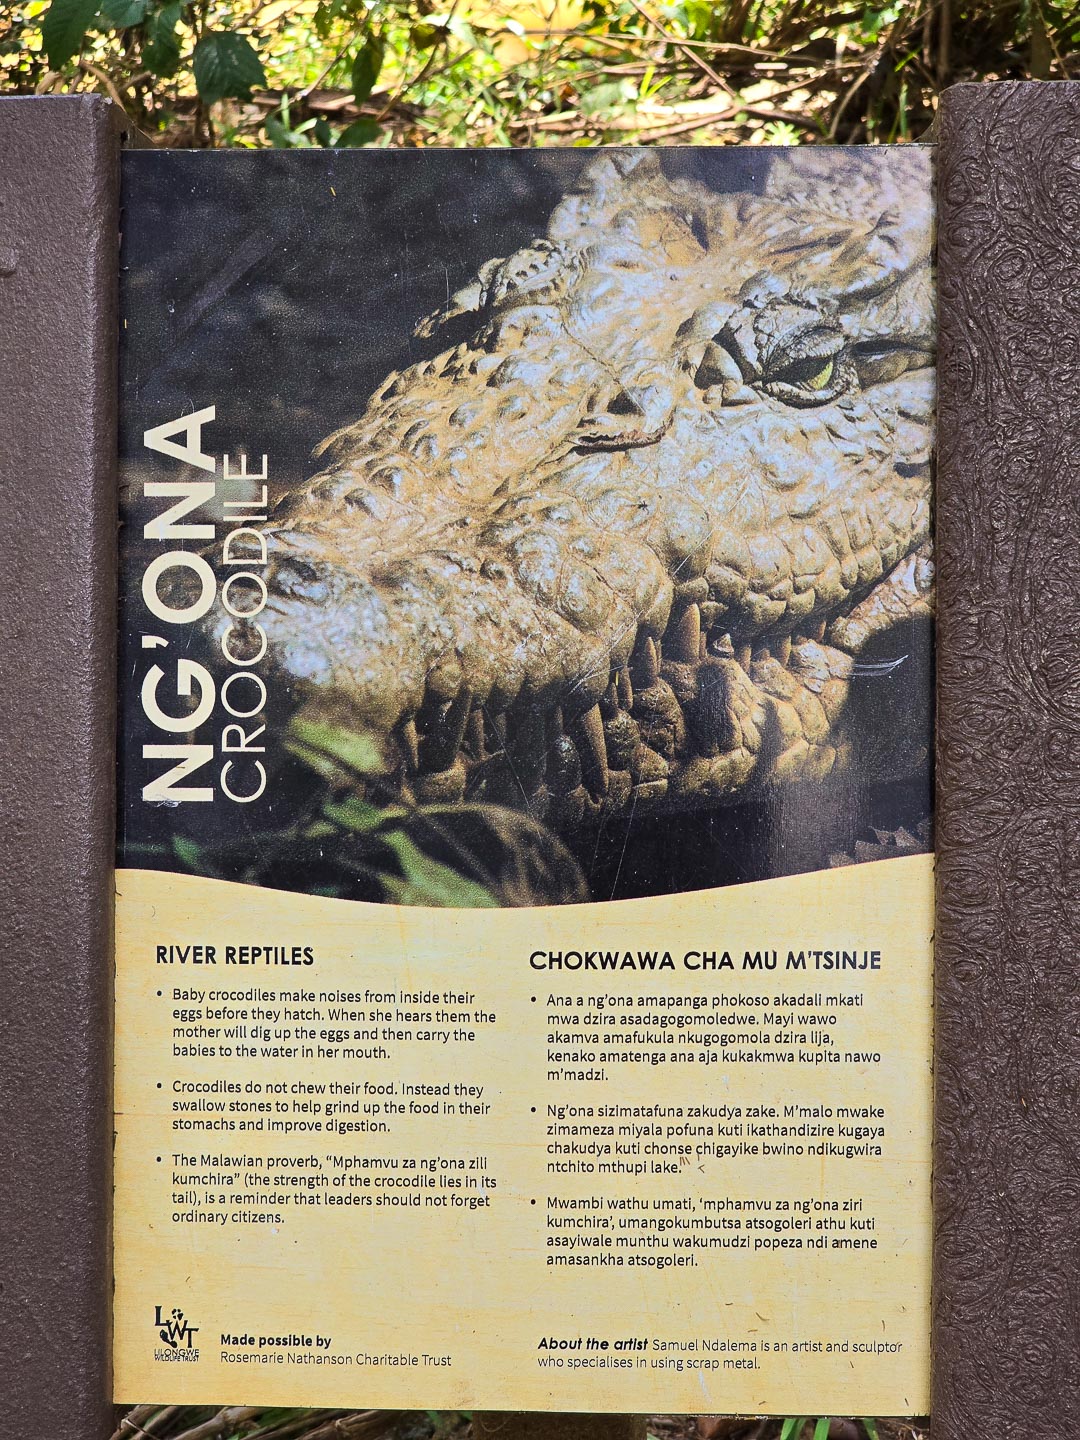 NG'ONA
CROCODILE
RIVER REPTILES
• Baby crocodiles make noises from inside their
eggs before they hatch. When she hears them the
mother will dig up the eggs and then carry the
babies to the water in her mouth.
• Crocodiles do not chew their food. Instead they
swallow stones to help grind up the food in their
stomachs and improve digestion.
• The Malawian proverb, “Mphamvu za ng’ona zili
kumchira” (the strength of the crocodile lies in its
tail), is a reminder that leaders should not forget
ordinary citizens.
CHOKWAWA CHA MU M'TSINJE
• Ana a ng’ona amapanga phokoso akadali mkati
mwa dzira asadagogomoledwe. Mayi wawo
akamva amafukula nkugogomola dzira lija,
kenako amatenga ana aja kukakmwa kupita nawo
m’madzi.
• Ng’ona sizimatafuna zakudya zake. M’malo mwake
zimameza miyala pofuna kuti ikathandizire kugaya
chakudya kuti chonse chigayike bwino ndikugwira
ntchito mthupi lake.
• Mwambi wathu umati, ‘mphamvu za ng’ona ziri
kumchira’, umangokumbutsa atsogoleri athu kuti
asayiwale munthu wakumudzi popeza ndi amene
amasankha atsogoleri.
LWT
LILONGWE
WILDLIFE TRUST
Made possible by
Rosemarie Nathanson Charitable Trust
About the artist Samuel Ndalema is an artist and sculptor
who specialises in using scrap metal.